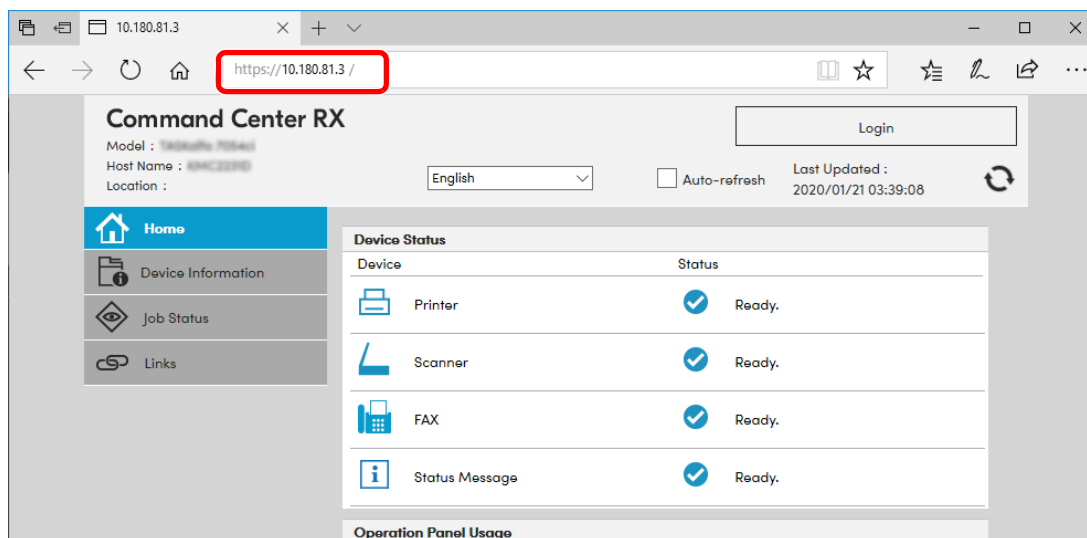 10.180.81.3
https://10.180.81.3 /
Command Center RX
Login
Model :
Host Name :
Location :
English
Auto-refresh
Last Updated :
2020/01/21 03:39:08
Home
Device Information
Job Status
Links
Device Status
Device Status
Printer Ready.
Scanner Ready.
FAX Ready.
Status Message Ready.
Operation Panel Usage